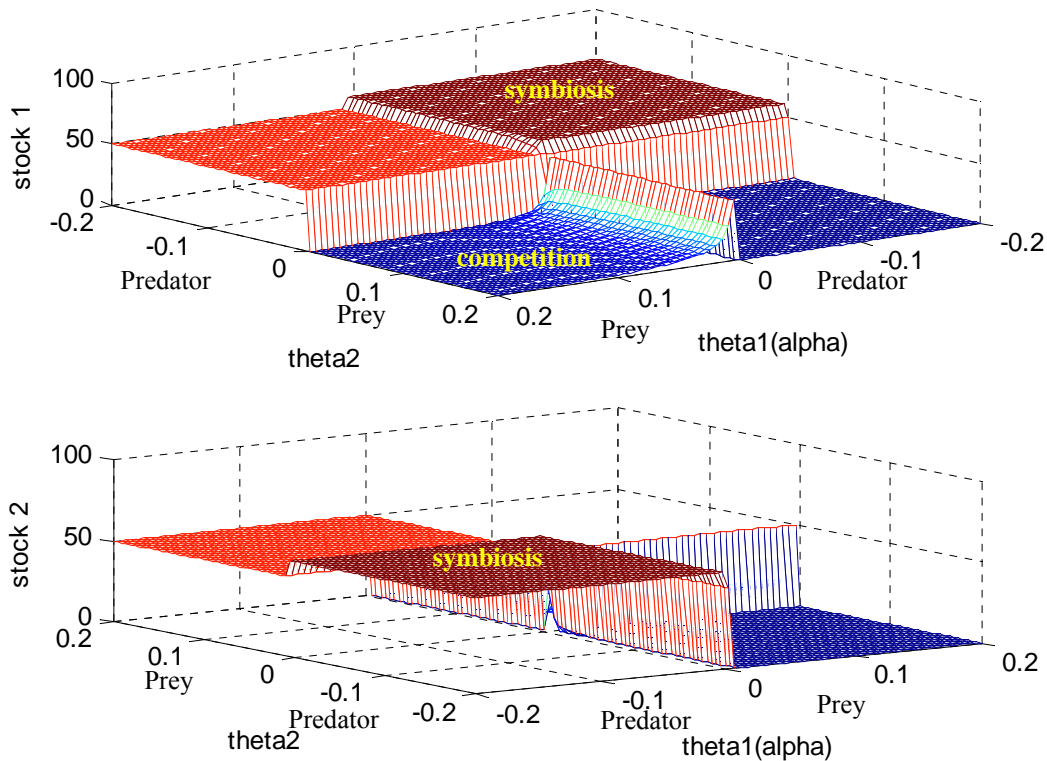 100
50
0
stock 1
symbiosis
competition
-0.2
-0.1
0
0.1
0.2
Predator
Prey
theta2
0.2
0.1
0
-0.1
-0.2
Prey
Predator
theta1(alpha)
100
50
0
stock 2
symbiosis
0.2
0.1
0
-0.1
-0.2
Prey
Predator
theta2
-0.2
-0.1
0
0.1
0.2
Predator
Prey
theta1(alpha)